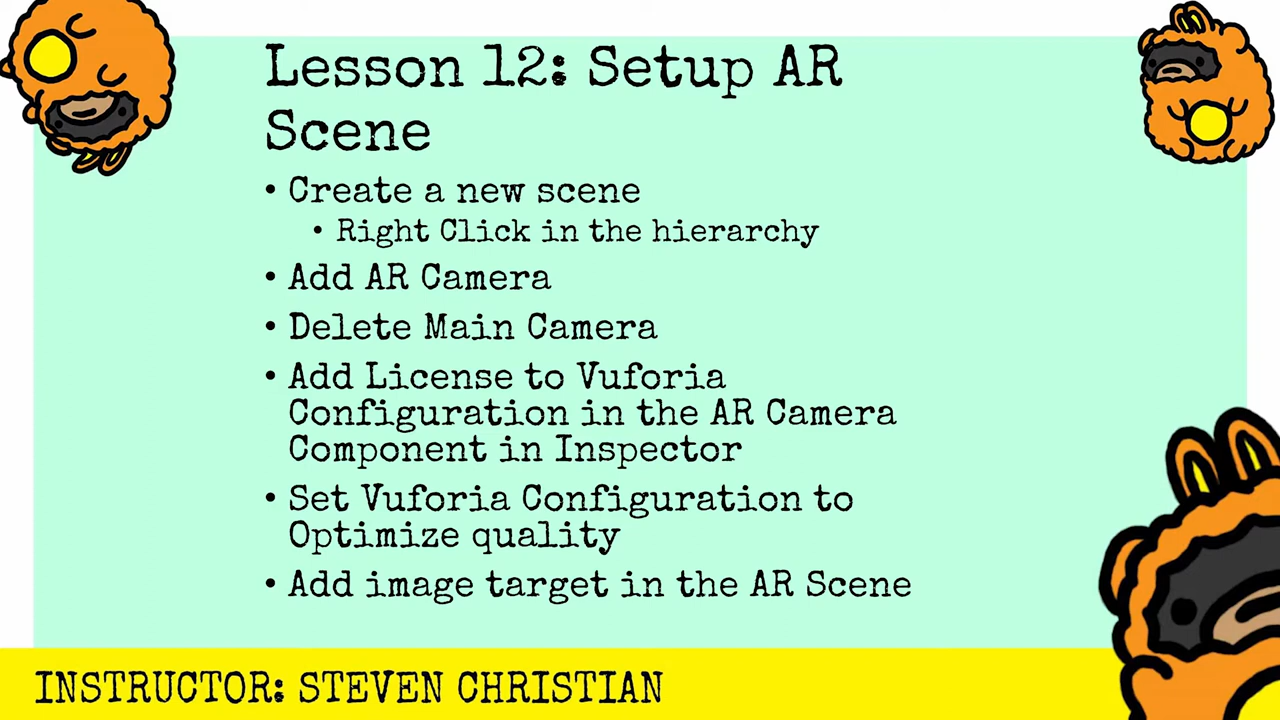 Lesson 12: Setup AR
Scene
• Create a new scene
• Right Click in the hierarchy
• Add AR Camera
• Delete Main Camera
• Add License to Vuforia
Configuration in the AR Camera
Component in Inspector
• Set Vuforia Configuration to
Optimize quality
• Add image target in the AR Scene
INSTRUCTOR: STEVEN CHRISTIAN